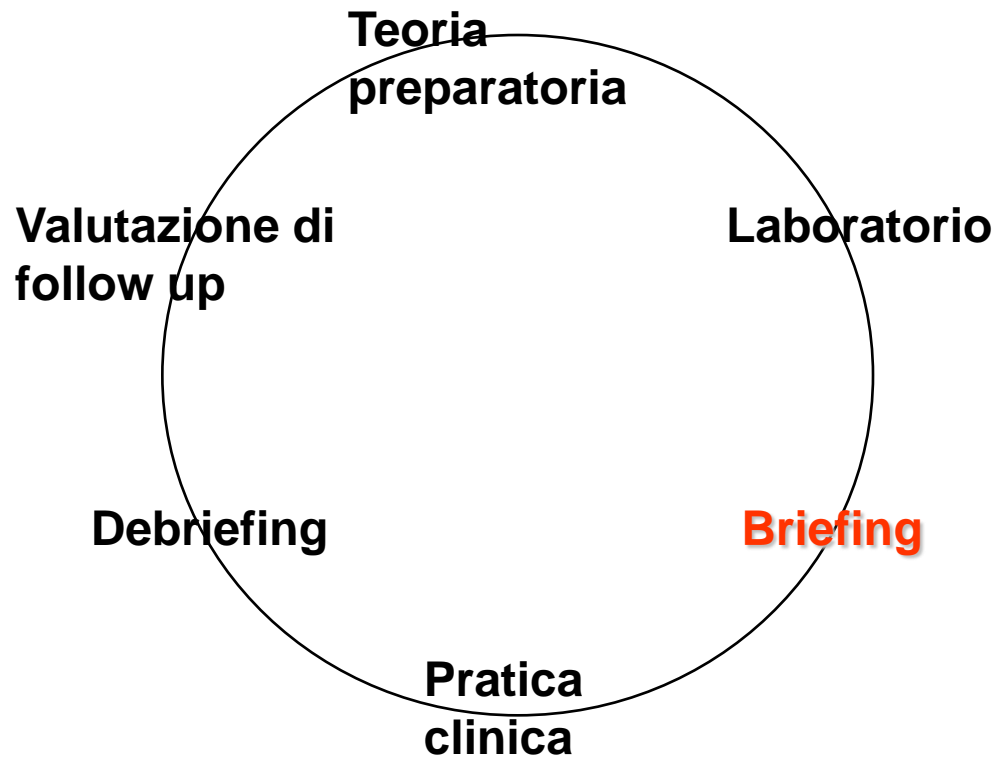 Teoria
preparatoria
Valutazione di
follow up
Laboratorio
Debriefing
Briefing
Pratica
clinica